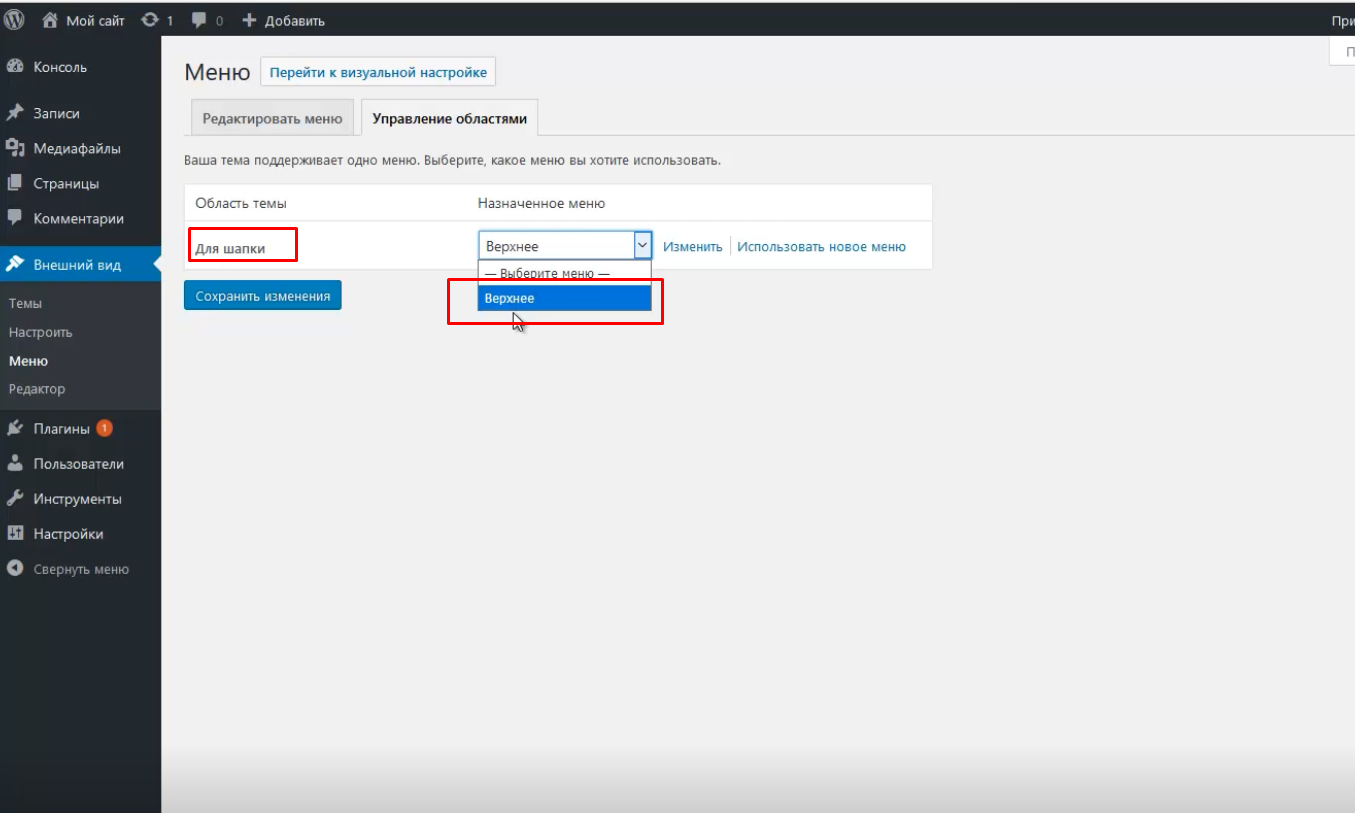 Мой сайт 1 0 Добавить При
Консоль
Записи
Медиафайлы
Страницы
Комментарии
Внешний вид
Темы
Настроить
Меню
Редактор
Плагины 1
Пользователи
Инструменты
Настройки
Свернуть меню
Меню Перейти к визуальной настройке
Редактировать меню Управление областями
Ваша тема поддерживает одно меню. Выберите, какое меню вы хотите использовать.
Область темы Назначенное меню
Для шапки Верхнее Изменить Использовать новое меню
— Выберите меню —
Верхнее
Сохранить изменения